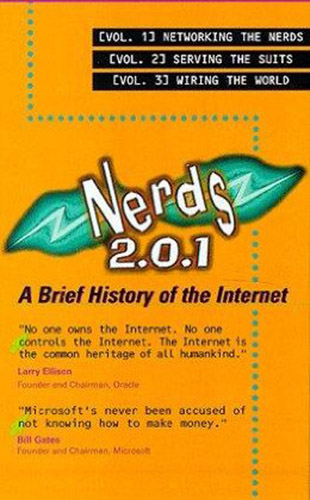 [VOL. 1] NETWORKING THE NERDS
[VOL. 2] SERVING THE SUITS
[VOL. 3] WIRING THE WORLD
Nerds
2.0.1
A Brief History of the Internet
"No one owns the Internet. No one
controls the Internet. The Internet is
the common heritage of all humankind."
Larry Ellison
Founder and Chairman, Oracle
"Microsoft's never been accused of
not knowing how to make money."
Bill Gates
Founder and Chairman, Microsoft